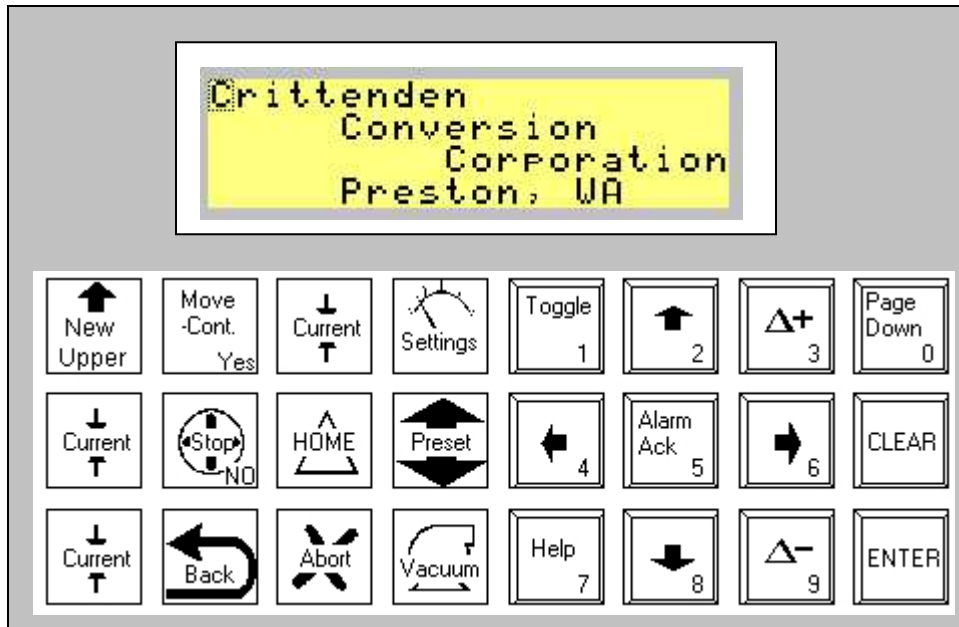 Crittenden
Conversion
Corporation
Preston, WA
New
Upper
Move
-Cont.
Yes
Current
Settings
Toggle
1
2
Δ+
3
Page
Down
0
Current
Stop
NO
HOME
Preset
4
Alarm
Ack
5
6
CLEAR
Current
Back
Abort
Vacuum
Help
7
8
Δ-
9
ENTER